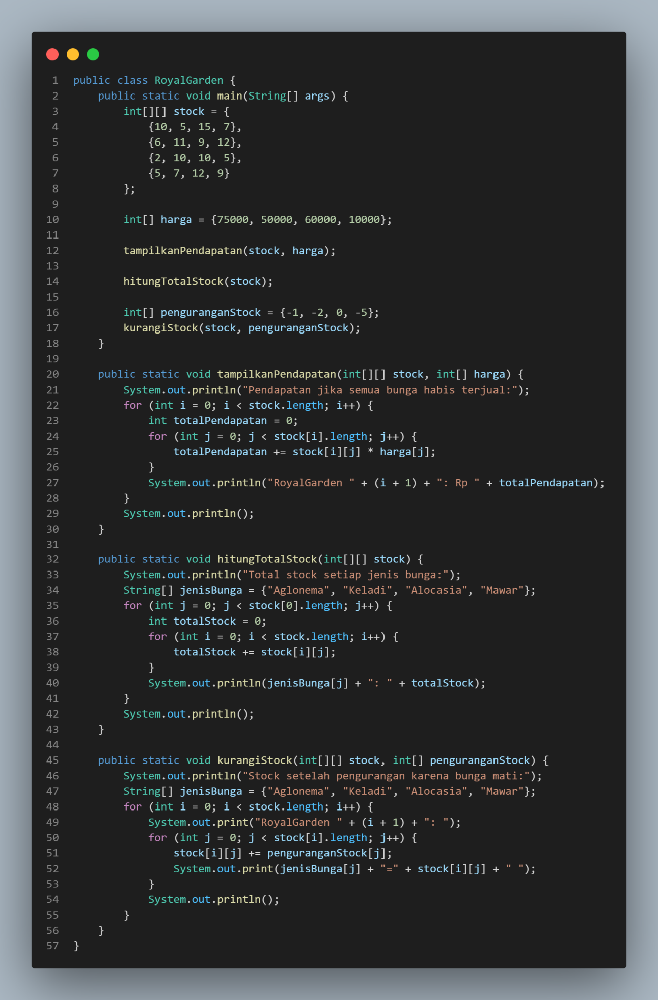 1 public class RoyalGarden {
2     public static void main(String[] args) {
3         int[][] stock = {
4             {10, 5, 15, 7},
5             {6, 11, 9, 12},
6             {2, 10, 10, 5},
7             {5, 7, 12, 9}
8         };
9
10         int[] harga = {75000, 50000, 60000, 10000};
11
12         tampilkanPendapatan(stock, harga);
13
14         hitungTotalStock(stock);
15
16         int[] penguranganStock = {-1, -2, 0, -5};
17         kurangiStock(stock, penguranganStock);
18     }
19
20     public static void tampilkanPendapatan(int[][] stock, int[] harga) {
21         System.out.println("Pendapatan jika semua bunga habis terjual:");
22         for (int i = 0; i < stock.length; i++) {
23             int totalPendapatan = 0;
24             for (int j = 0; j < stock[i].length; j++) {
25                 totalPendapatan += stock[i][j] * harga[j];
26             }
27             System.out.println("RoyalGarden " + (i + 1) + ": Rp " + totalPendapatan);
28         }
29         System.out.println();
30     }
31
32     public static void hitungTotalStock(int[][] stock) {
33         System.out.println("Total stock setiap jenis bunga:");
34         String[] jenisBunga = {"Aglonema", "Keladi", "Alocasia", "Mawar"};
35         for (int j = 0; j < stock[0].length; j++) {
36             int totalStock = 0;
37             for (int i = 0; i < stock.length; i++) {
38                 totalStock += stock[i][j];
39             }
40             System.out.println(jenisBunga[j] + ": " + totalStock);
41         }
42         System.out.println();
43     }
44
45     public static void kurangiStock(int[][] stock, int[] penguranganStock) {
46         System.out.println("Stock setelah pengurangan karena bunga mati:");
47         String[] jenisBunga = {"Aglonema", "Keladi", "Alocasia", "Mawar"};
48         for (int i = 0; i < stock.length; i++) {
49             System.out.print("RoyalGarden " + (i + 1) + ": ");
50             for (int j = 0; j < stock[i].length; j++) {
51                 stock[i][j] += penguranganStock[j];
52                 System.out.print(jenisBunga[j] + "=" + stock[i][j] + " ");
53             }
54             System.out.println();
55         }
56     }
57 }